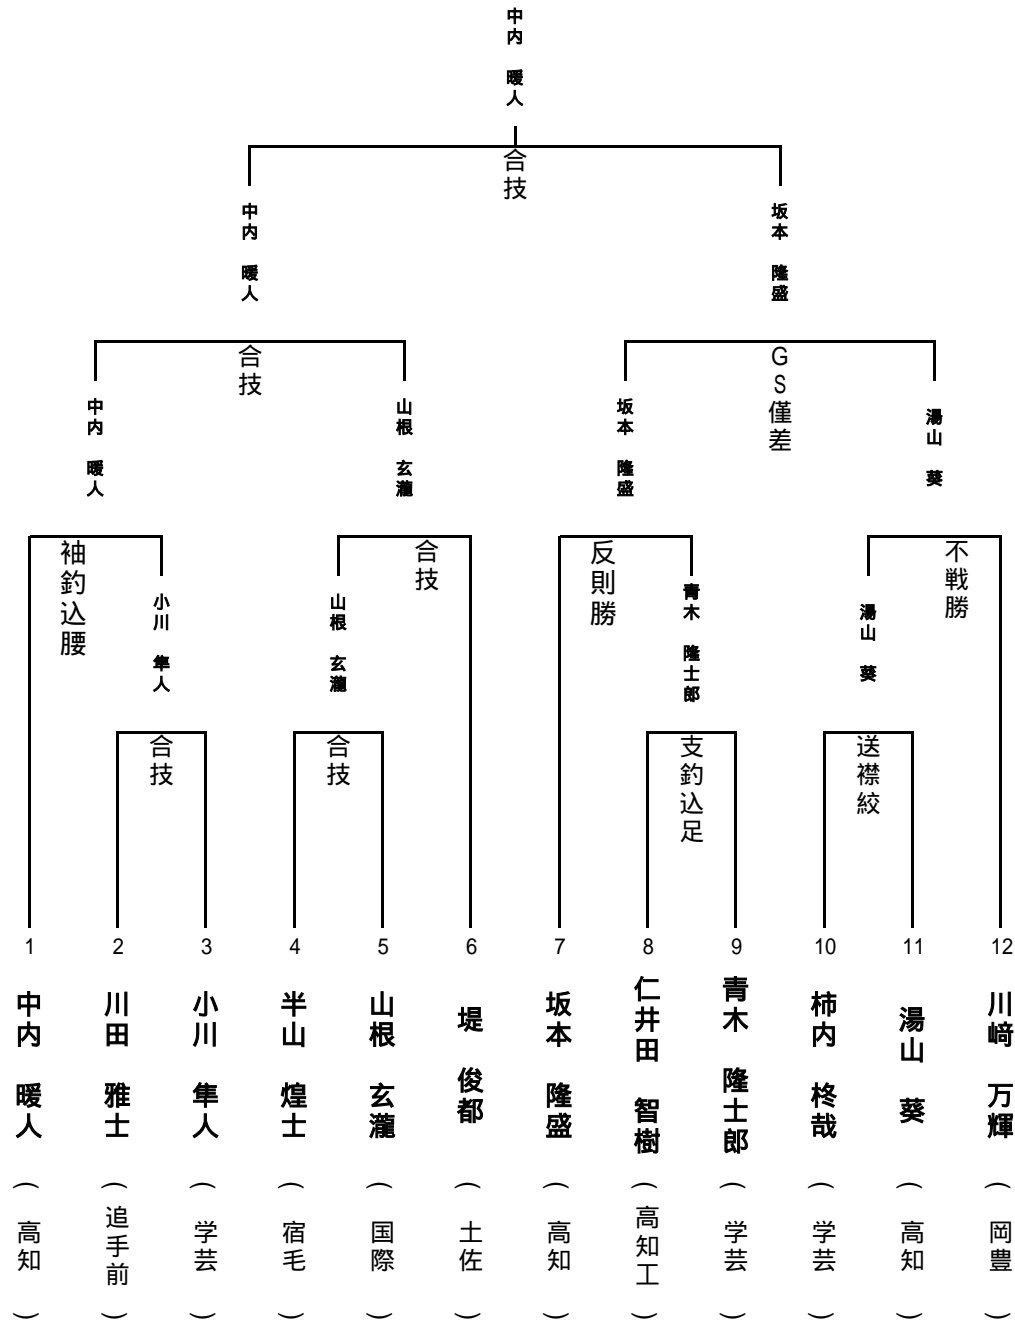 中内 暖人
合技
中内 暖人
坂本 隆盛
合技
GS僅差
中内 暖人
山根 玄瀧
坂本 隆盛
湯山 葵
袖釣込腰
合技
反則勝
不戦勝
小川 隼人
山根 玄瀧
青木 隆士郎
湯山 葵
合技
合技
支釣込足
送襟絞
1
2
3
4
5
6
7
8
9
10
11
12
中内 暖人
川田 雅士
小川 隼人
半山 煌士
山根 玄瀧
堤 俊都
坂本 隆盛
仁井田 智樹
青木 隆士郎
柿内 柊哉
湯山 葵
川﨑 万輝
(高知)
(追手前)
(学芸)
(宿毛)
(国際)
(土佐)
(高知)
(高知工)
(学芸)
(学芸)
(高知)
(岡豊)